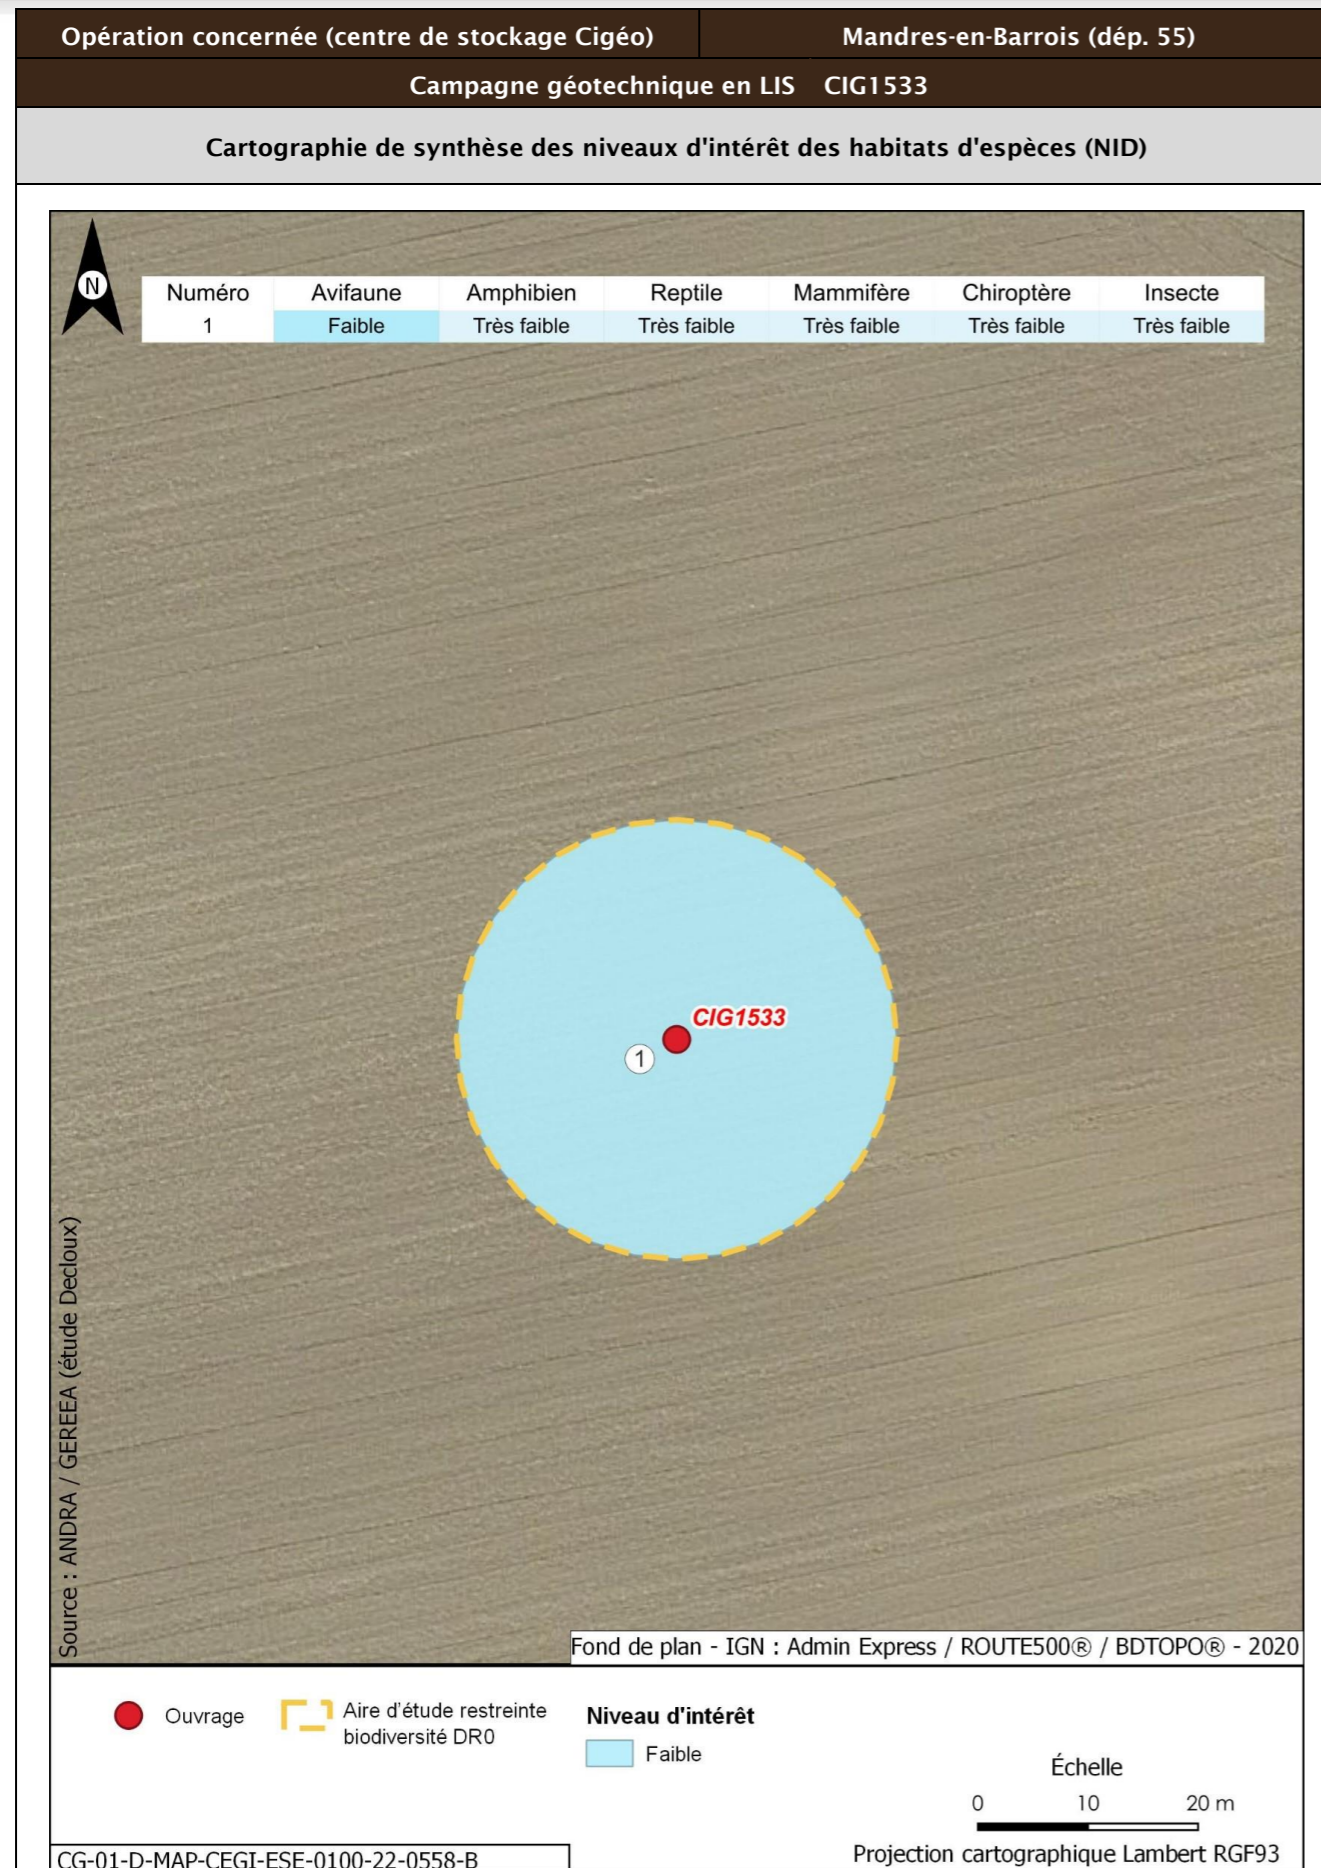 Opération concernée (centre de stockage Cigéo) Mandres-en-Barrois (dép. 55)
Campagne géotechnique en LIS CIG1533
Cartographie de synthèse des niveaux d'intérêt des habitats d'espèces (NID)
N
Numéro Avifaune Amphibien Reptile Mammifère Chiroptère Insecte
1 Faible Très faible Très faible Très faible Très faible Très faible
CIG1533
1
Source : ANDRA / GEREEA (étude Decloux)
Fond de plan - IGN : Admin Express / ROUTE500® / BDTOPO® - 2020
Ouvrage
Aire d'étude restreinte
biodiversité DR0
Niveau d'intérêt
Faible
Échelle
0 10 20 m
Projection cartographique Lambert RGF93
CG-01-D-MAP-CEGI-ESE-0100-22-0558-B